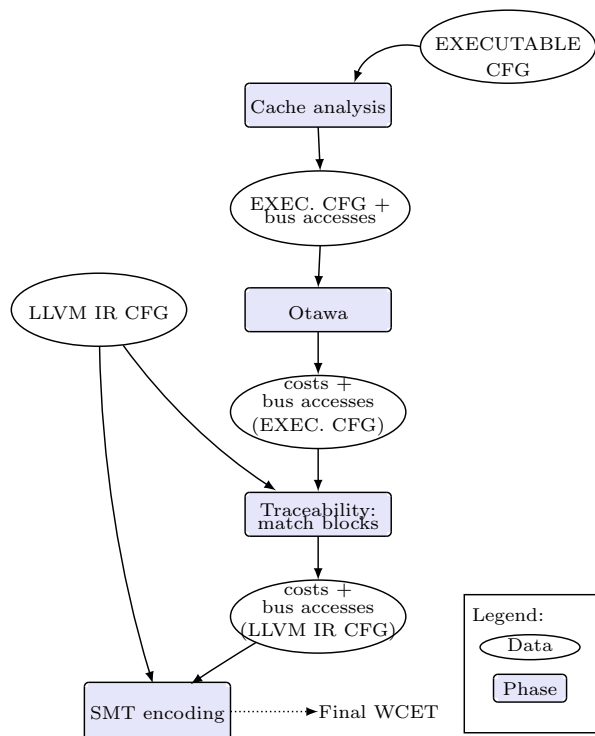 EXECUTABLE
CFG
Cache analysis
EXEC. CFG +
bus accesses
LLVM IR CFG
Otawa
costs +
bus accesses
(EXEC. CFG)
Traceability:
match blocks
costs +
bus accesses
(LLVM IR CFG)
Legend:
Data
Phase
SMT encoding
Final WCET